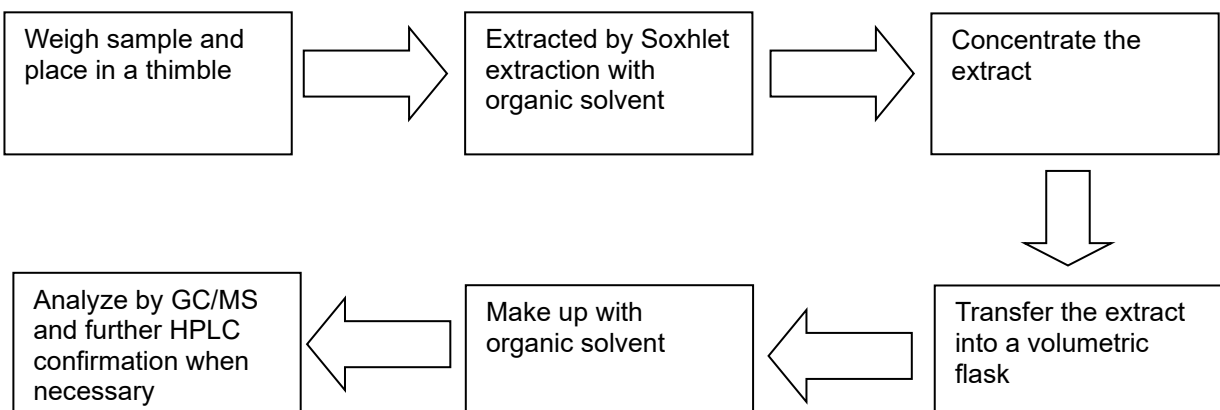 Weigh sample and
place in a thimble
Extracted by Soxhlet
extraction with
organic solvent
Concentrate the
extract
Transfer the extract
into a volumetric
flask
Make up with
organic solvent
Analyze by GC/MS
and further HPLC
confirmation when
necessary